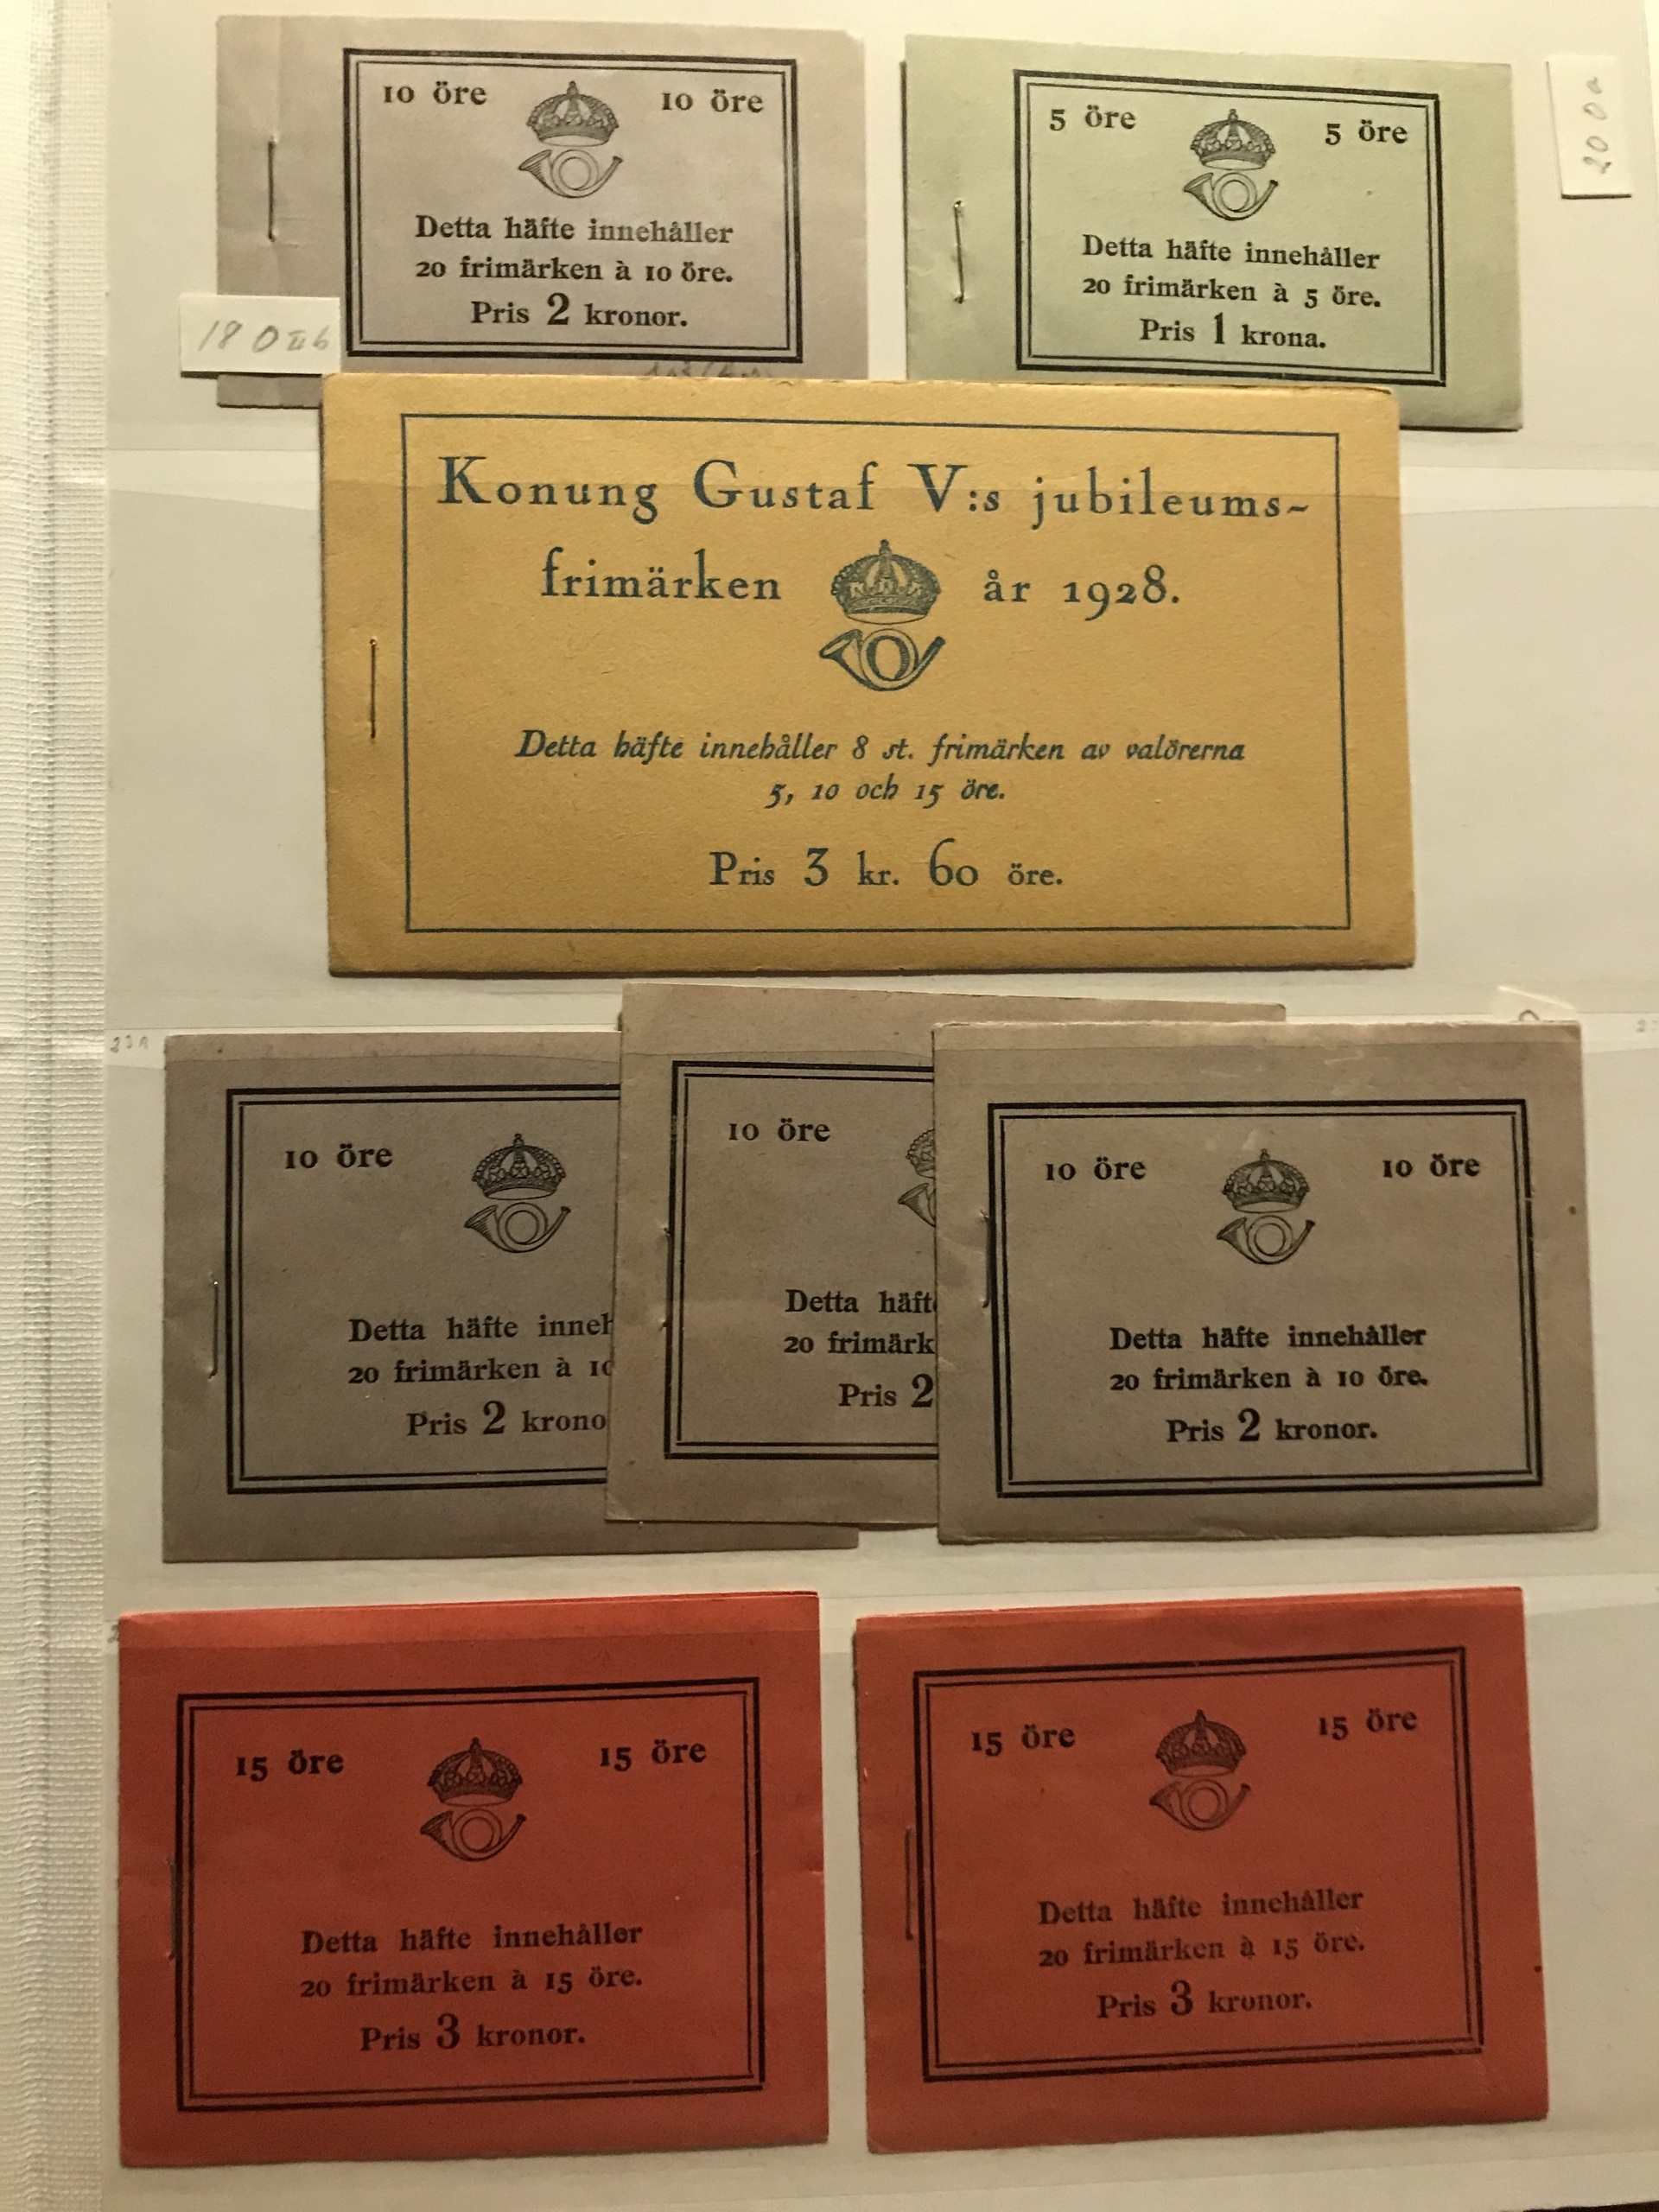 10 öre 10 öre
Detta häfte innehåller
20 frimärken à 10 öre.
Pris 2 kronor.
180 II b
5 öre 5 öre
Detta häfte innehåller
20 frimärken à 5 öre.
Pris 1 krona.
200a
Konung Gustaf V:s jubileums-
frimärken år 1928.
Detta häfte innehåller 8 st. frimärken av valörerna
5, 10 och 15 öre.
Pris 3 kr. 60 öre.
10 öre
Detta häfte inneh
20 frimärken à 10
Pris 2 krono
10 öre
Detta häft
20 frimärk
Pris 2
10 öre 10 öre
Detta häfte innehåller
20 frimärken à 10 öre.
Pris 2 kronor.
15 öre 15 öre
Detta häfte innehåller
20 frimärken à 15 öre.
Pris 3 kronor.
15 öre 15 öre
Detta häfte innehåller
20 frimärken à 15 öre.
Pris 3 kronor.